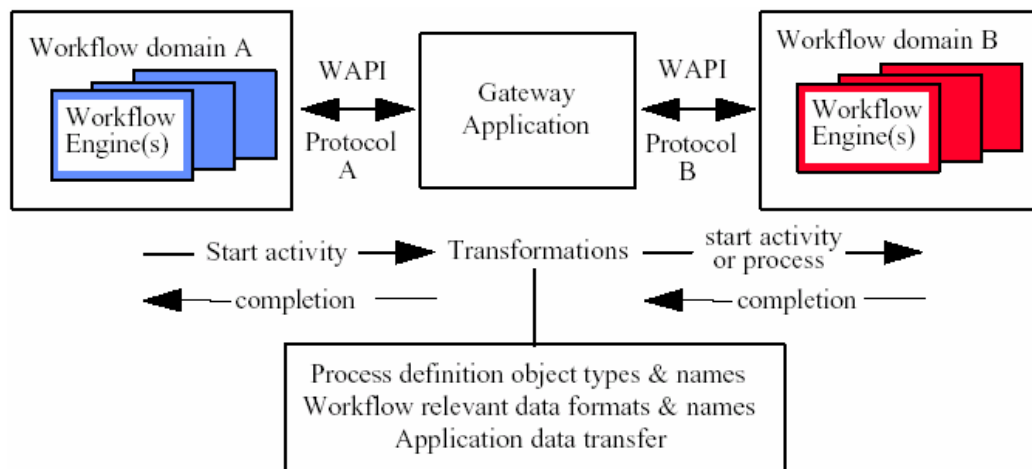 Workflow domain A
Workflow
Engine(s)
WAPI
Protocol
A
Gateway
Application
WAPI
Protocol
B
Workflow domain B
Workflow
Engine(s)
Start activity
Transformations
start activity
or process
completion
completion
Process definition object types & names
Workflow relevant data formats & names
Application data transfer